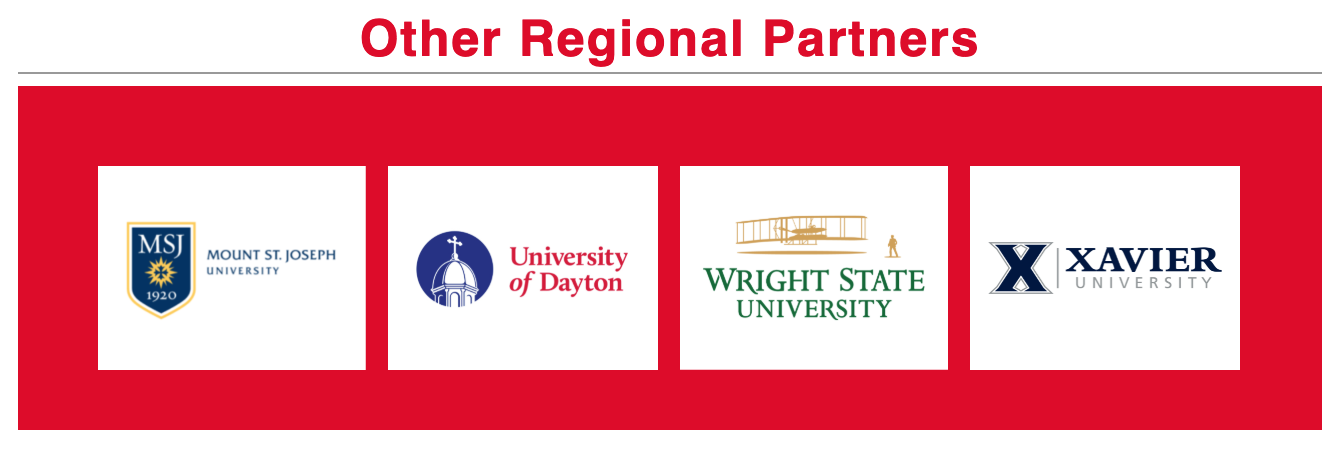 Other Regional Partners
MSJ
1920
MOUNT ST. JOSEPH
UNIVERSITY
University
of Dayton
WRIGHT STATE
UNIVERSITY
X
XAVIER
UNIVERSITY